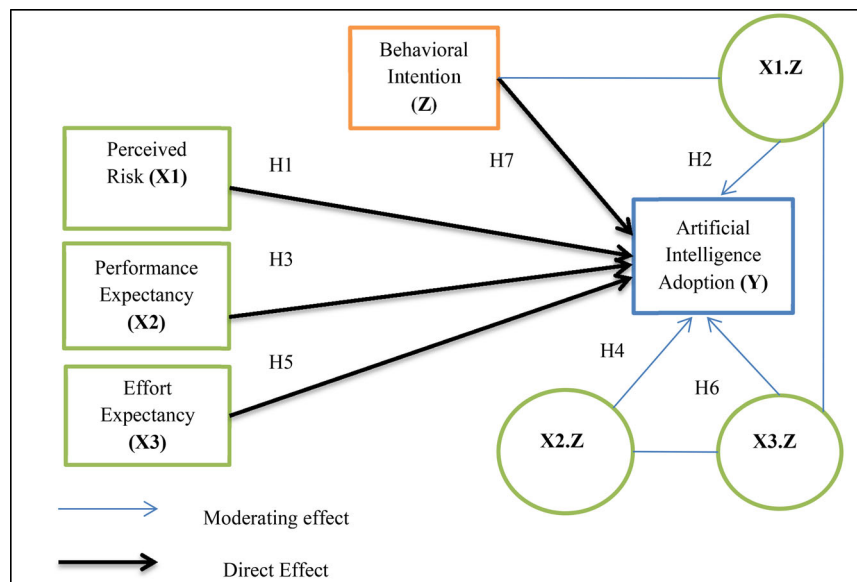 Behavioral
Intention
(Z)
X1.Z
Perceived
Risk (X1)
H1
H7
H2
Performance
Expectancy
(X2)
H3
Artificial
Intelligence
Adoption (Y)
Effort
Expectancy
(X3)
H5
H4
H6
X2.Z
X3.Z
Moderating effect
Direct Effect